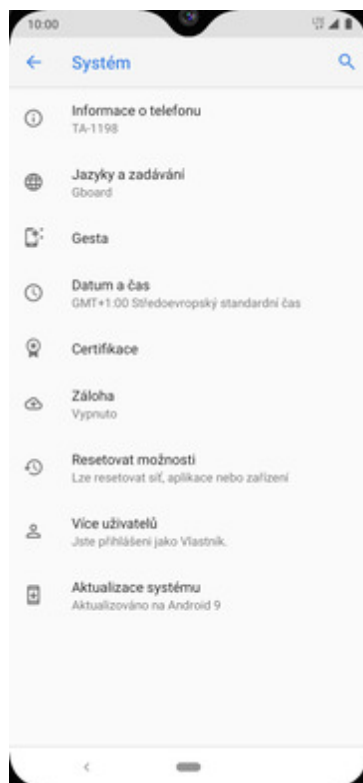 10:00
LTE
Systém
Informace o telefonu
TA-1198
Jazyky a zadávání
Gboard
Gesta
Datum a čas
GMT+1:00 Středoevropský standardní čas
Certifikace
Záloha
Vypnuto
Resetovat možnosti
Lze resetovat síť, aplikace nebo zařízení
Více uživatelů
Jste přihlášeni jako Vlastník.
Aktualizace systému
Aktualizováno na Android 9